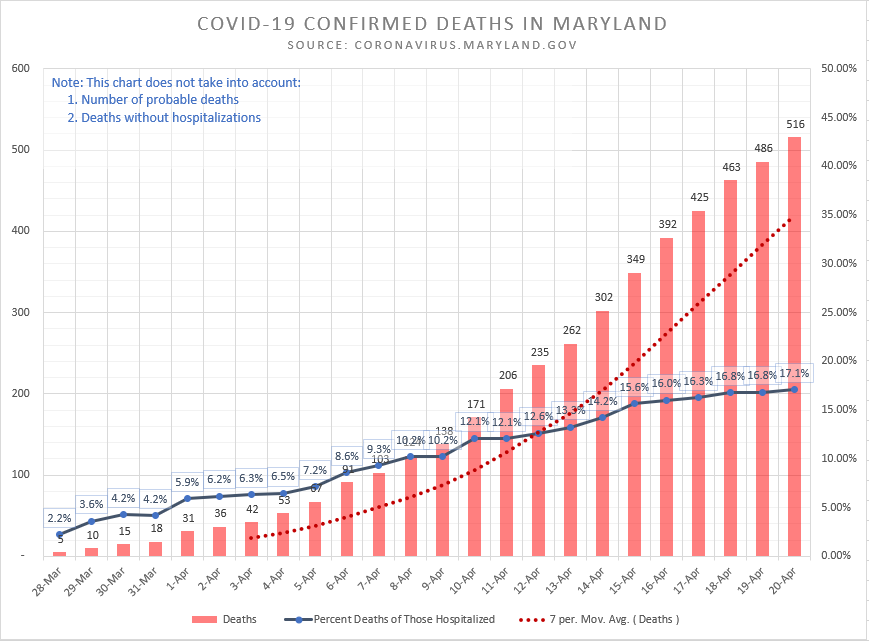 COVID-19 CONFIRMED DEATHS IN MARYLAND
SOURCE: CORONAVIRUS.MARYLAND.GOV
Note: This chart does not take into account:
1. Number of probable deaths
2. Deaths without hospitalizations
600
500
400
300
200
100
-
50.00%
45.00%
40.00%
35.00%
30.00%
25.00%
20.00%
15.00%
10.00%
5.00%
0.00%
5 10 15 18 31 36 42 53 67 91 103 138 171 206 235 262 302 349 392 425 463 486 516
2.2% 3.6% 4.2% 4.2% 5.9% 6.2% 6.3% 6.5% 7.2% 8.6% 9.3% 10.2% 10.2% 12.1% 12.1% 12.6% 13.3% 14.2% 15.6% 16.0% 16.3% 16.8% 16.8% 17.1%
28-Mar 29-Mar 30-Mar 31-Mar 1-Apr 2-Apr 3-Apr 4-Apr 5-Apr 6-Apr 7-Apr 8-Apr 9-Apr 10-Apr 11-Apr 12-Apr 13-Apr 14-Apr 15-Apr 16-Apr 17-Apr 18-Apr 19-Apr 20-Apr
Deaths Percent Deaths of Those Hospitalized 7 per. Mov. Avg. ( Deaths )